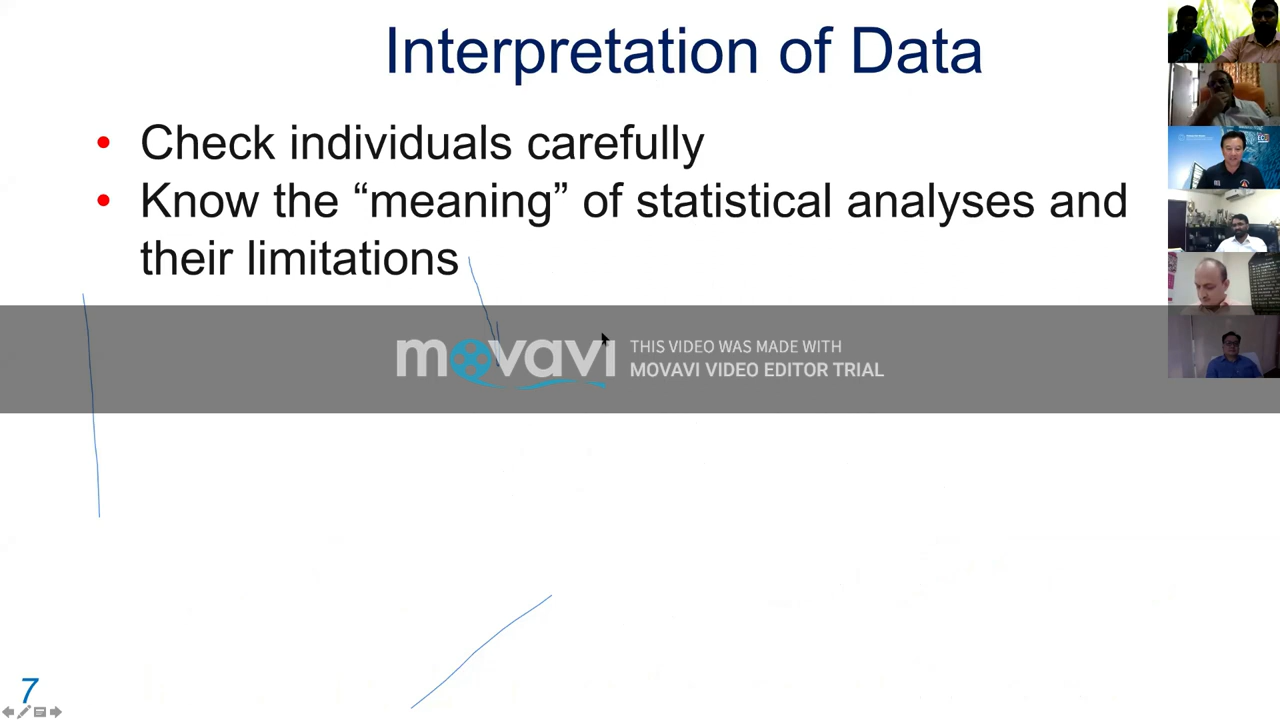 Interpretation of Data
• Check individuals carefully
• Know the “meaning” of statistical analyses and
their limitations
movavi
THIS VIDEO WAS MADE WITH
MOVAVI VIDEO EDITOR TRIAL
7